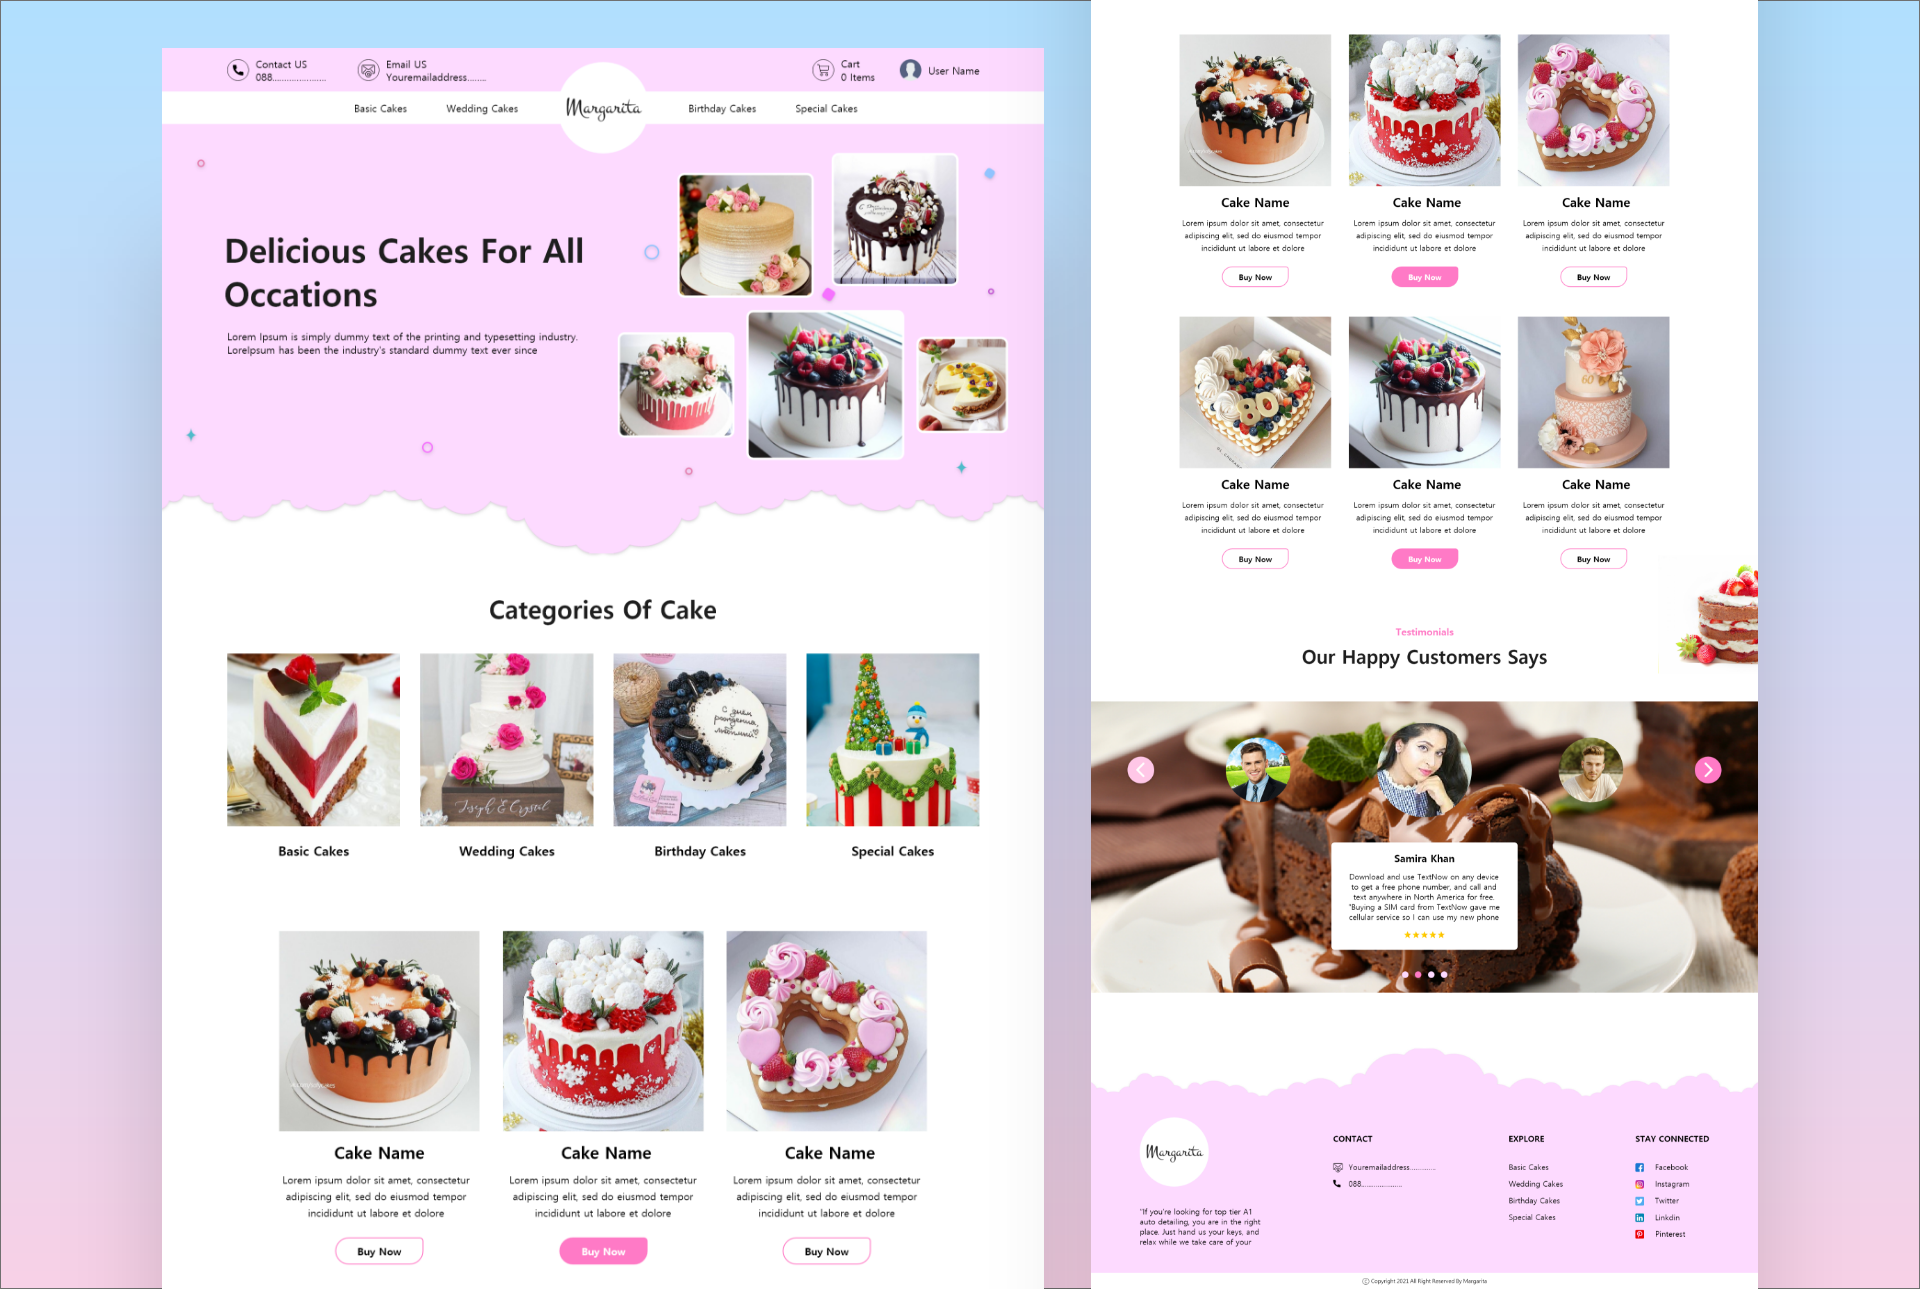 Contact US
088.......................
Email US
Youremailaddress........
Cart
0 Items
User Name
Basic Cakes
Wedding Cakes
Margarita
Birthday Cakes
Special Cakes
Delicious Cakes For All
Occations
Lorem Ipsum is simply dummy text of the printing and typesetting industry.
LoreIpsum has been the industry's standard dummy text ever since
Categories Of Cake
С днем
рождения,
любимый!
Joseph & Crystal
Basic Cakes
Wedding Cakes
Birthday Cakes
Special Cakes
Cake Name
Lorem ipsum dolor sit amet, consectetur
adipiscing elit, sed do eiusmod tempor
incididunt ut labore et dolore
Buy Now
Cake Name
Lorem ipsum dolor sit amet, consectetur
adipiscing elit, sed do eiusmod tempor
incididunt ut labore et dolore
Buy Now
Cake Name
Lorem ipsum dolor sit amet, consectetur
adipiscing elit, sed do eiusmod tempor
incididunt ut labore et dolore
Buy Now
Cake Name
Lorem ipsum dolor sit amet, consectetur
adipiscing elit, sed do eiusmod tempor
incididunt ut labore et dolore
Buy Now
Cake Name
Lorem ipsum dolor sit amet, consectetur
adipiscing elit, sed do eiusmod tempor
incididunt ut labore et dolore
Buy Now
Cake Name
Lorem ipsum dolor sit amet, consectetur
adipiscing elit, sed do eiusmod tempor
incididunt ut labore et dolore
Buy Now
80
60
Cake Name
Lorem ipsum dolor sit amet, consectetur
adipiscing elit, sed do eiusmod tempor
incididunt ut labore et dolore
Buy Now
Cake Name
Lorem ipsum dolor sit amet, consectetur
adipiscing elit, sed do eiusmod tempor
incididunt ut labore et dolore
Buy Now
Cake Name
Lorem ipsum dolor sit amet, consectetur
adipiscing elit, sed do eiusmod tempor
incididunt ut labore et dolore
Buy Now
Testimonials
Our Happy Customers Says
Samira Khan
Download and use TextNow on any device
to get a free phone number, and call and
text anywhere in North America for free.
"Buying a SIM card from TextNow gave me
cellular service so I can use my new phone
Margarita
"If you're looking for top tier A1
auto detailing, you are in the right
place. Just hand us your keys, and
relax while we take care of your
CONTACT
Youremailaddress............
088...................
EXPLORE
Basic Cakes
Wedding Cakes
Birthday Cakes
Special Cakes
STAY CONNECTED
Facebook
Instagram
Twitter
Linkdin
Pinterest
© Copyright 2021 All Right Reserved By Margarita